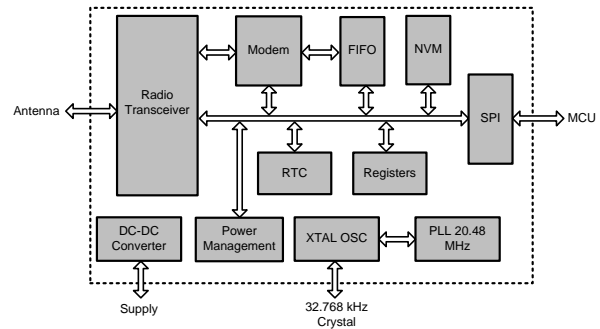 Modem
FIFO
NVM
Radio
Transceiver
Antenna
SPI
MCU
RTC
Registers
DC-DC
Converter
Power
Management
XTAL OSC
PLL 20.48
MHz
Supply
32.768 kHz
Crystal